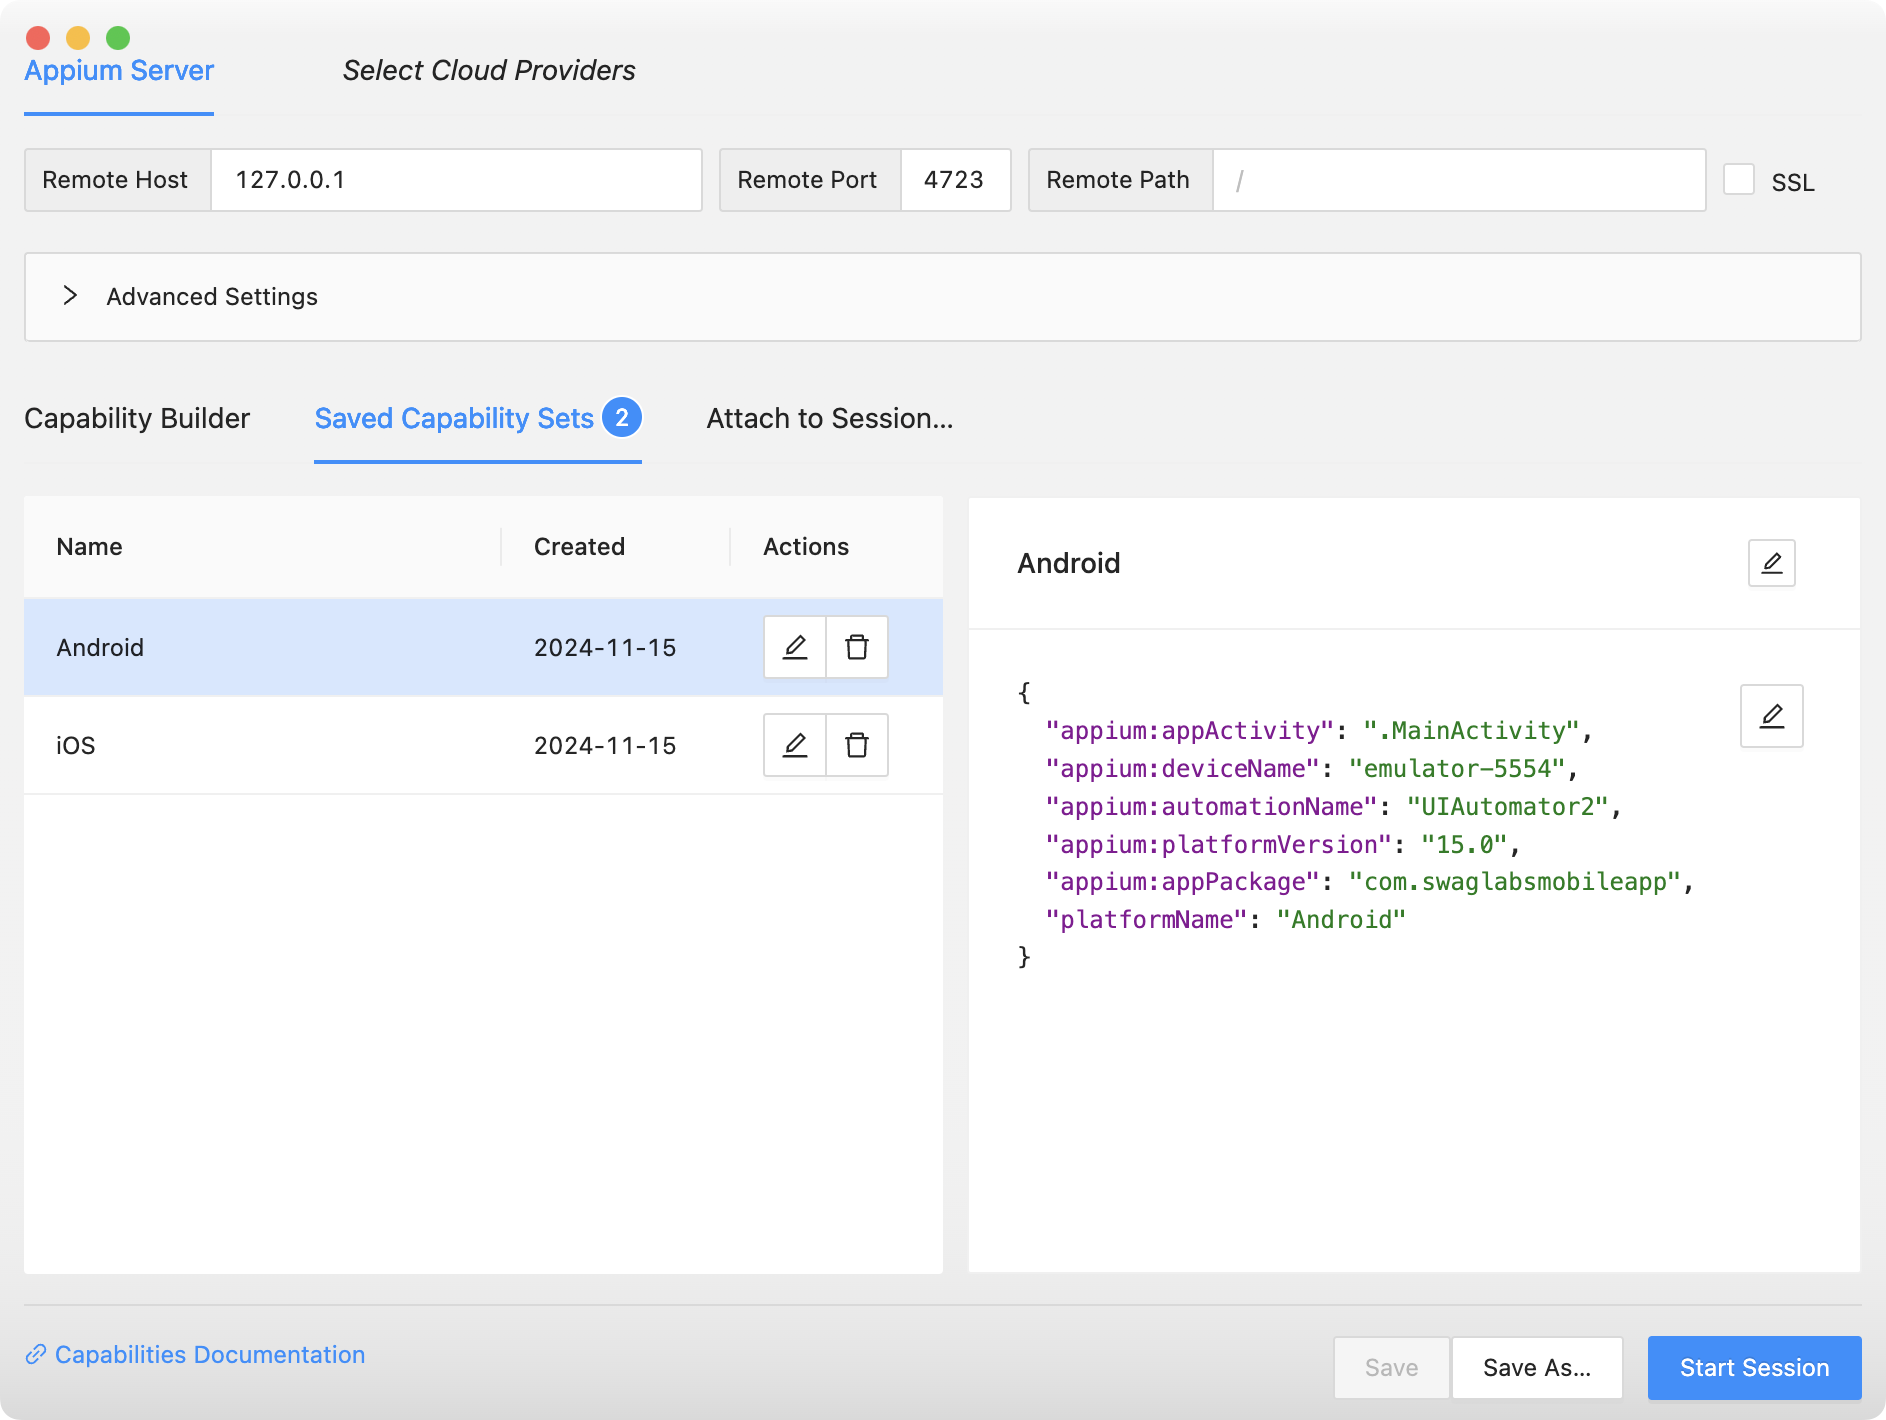 Appium Server
Select Cloud Providers
Remote Host 127.0.0.1 Remote Port 4723 Remote Path / SSL
Advanced Settings
Capability Builder Saved Capability Sets 2 Attach to Session...
Name Created Actions
Android 2024-11-15
iOS 2024-11-15
Android
{
"appium:appActivity": ".MainActivity",
"appium:deviceName": "emulator-5554",
"appium:automationName": "UIAutomator2",
"appium:platformVersion": "15.0",
"appium:appPackage": "com.swaglabsmobileapp",
"platformName": "Android"
}
Capabilities Documentation
Save Save As... Start Session